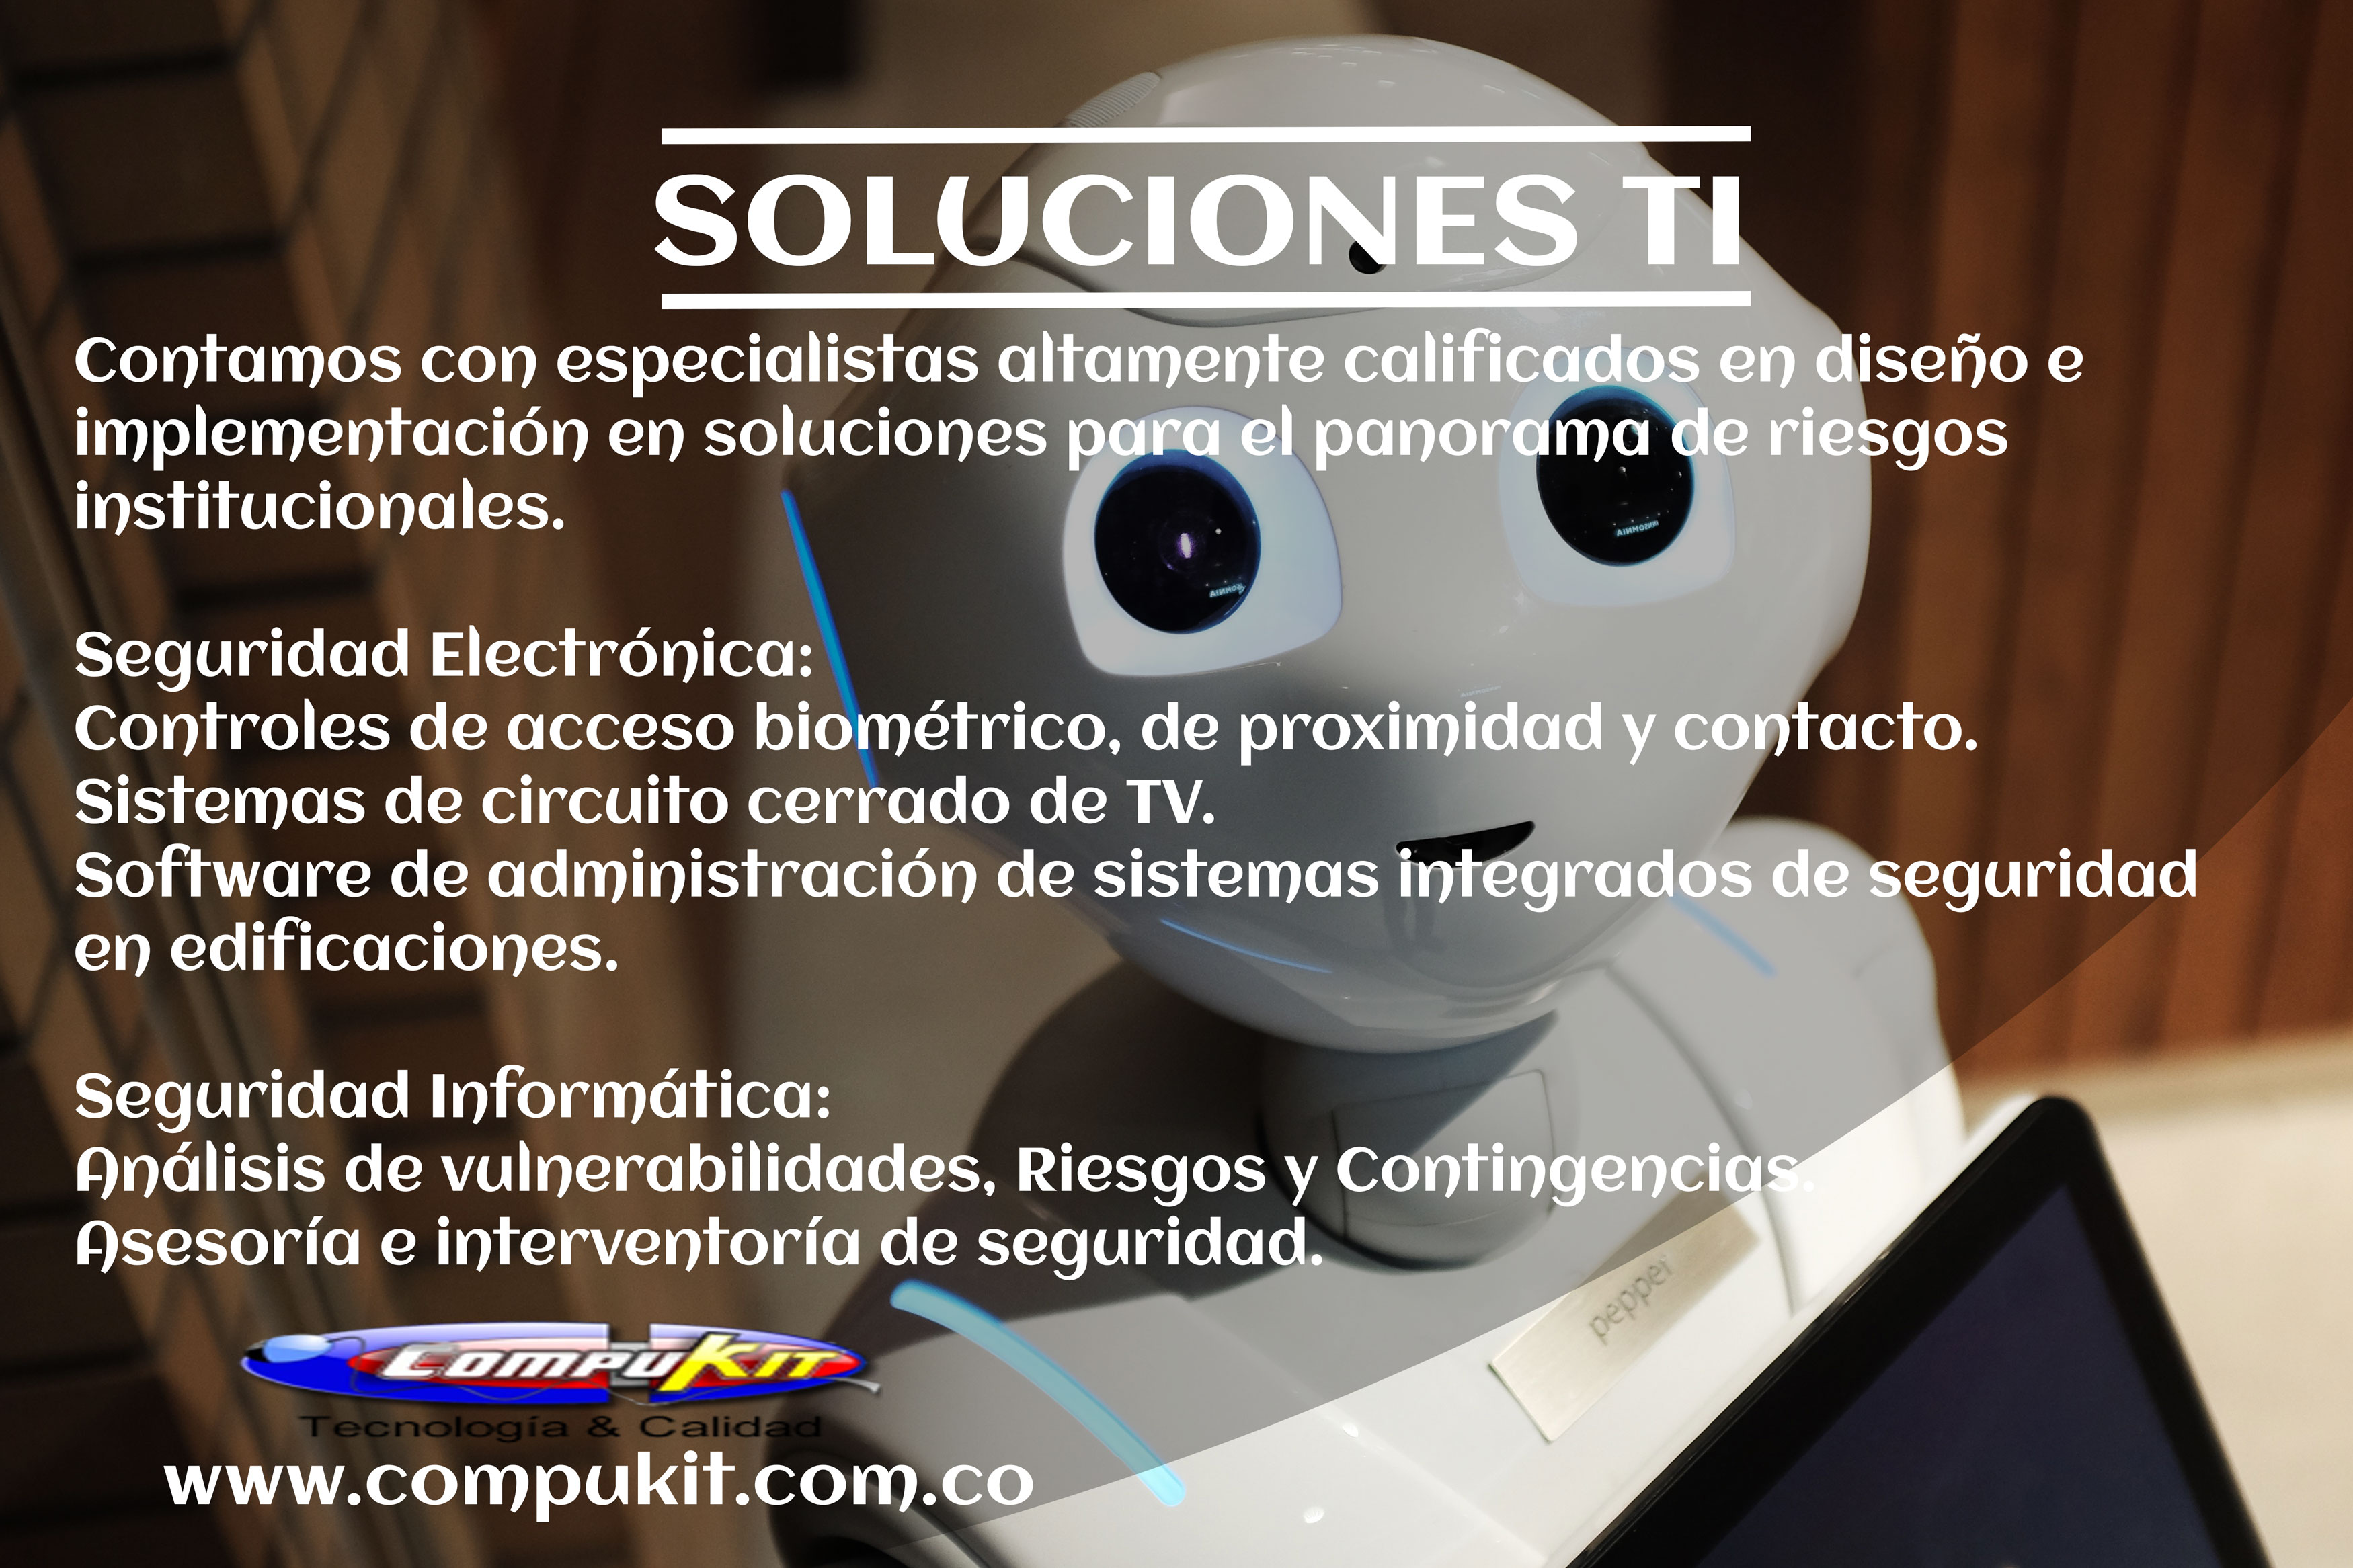 SOLUCIONES TI
Contamos con especialistas altamente calificados en diseño e
implementación en soluciones para el panorama de riesgos
institucionales.
Seguridad Electrónica:
Controles de acceso biométrico, de proximidad y contacto.
Sistemas de circuito cerrado de TV.
Software de administración de sistemas integrados de seguridad
en edificaciones.
Seguridad Informática:
Análisis de vulnerabilidades, Riesgos y Contingencias.
Asesoría e interventoría de seguridad.
pepper
CompuKit
Tecnología & Calidad
www.compukit.com.co